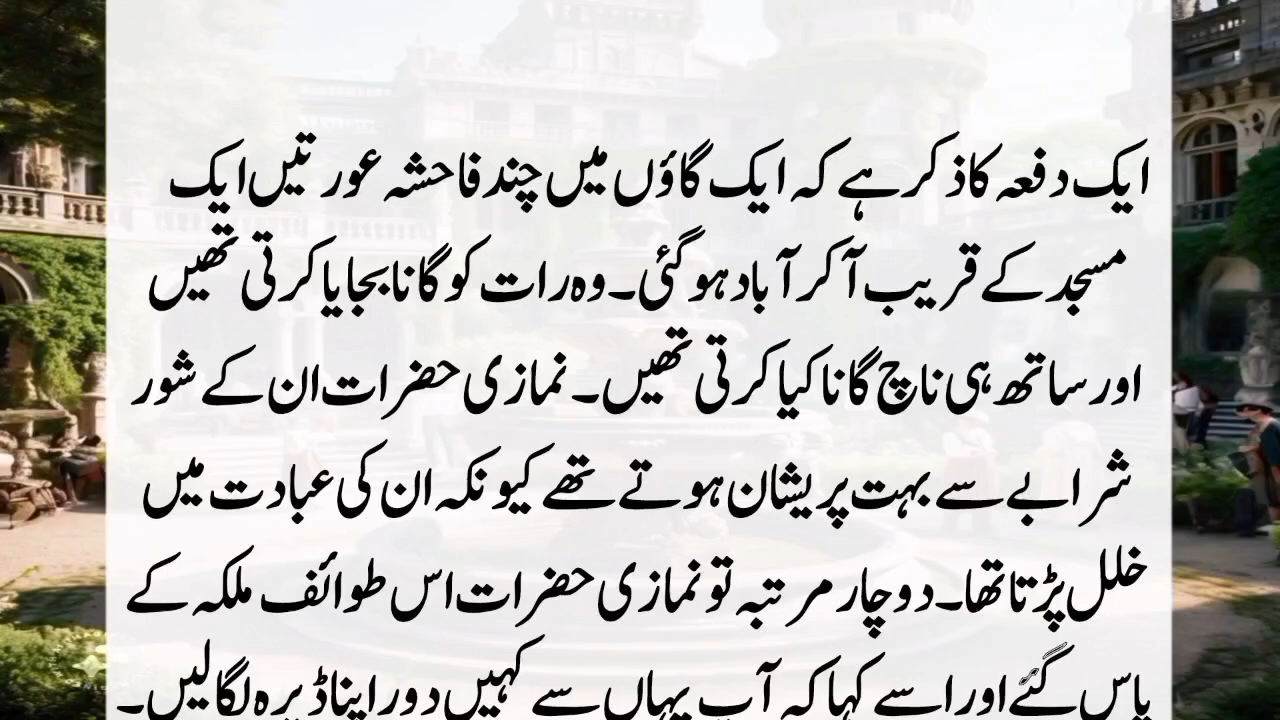 ایک دفعہ کا ذکر ہے کہ ایک گاؤں میں چند فاحشہ عورتیں ایک
مسجد کے قریب آ کر آباد ہو گئی۔ وہ رات کو گانا بجایا کرتی تھیں
اور ساتھ ہی ناچ گانا کیا کرتی تھیں۔ نمازی حضرات ان کے شور
شرابے سے بہت پریشان ہوتے تھے کیونکہ ان کی عبادت میں
خلل پڑتا تھا۔ دو چار مرتبہ تو نمازی حضرات اس طوائف ملکہ کے
پاس گئے اور اسے کہا کہ آپ یہاں سے کہیں دور اپنا ڈیرہ لگا لیں۔